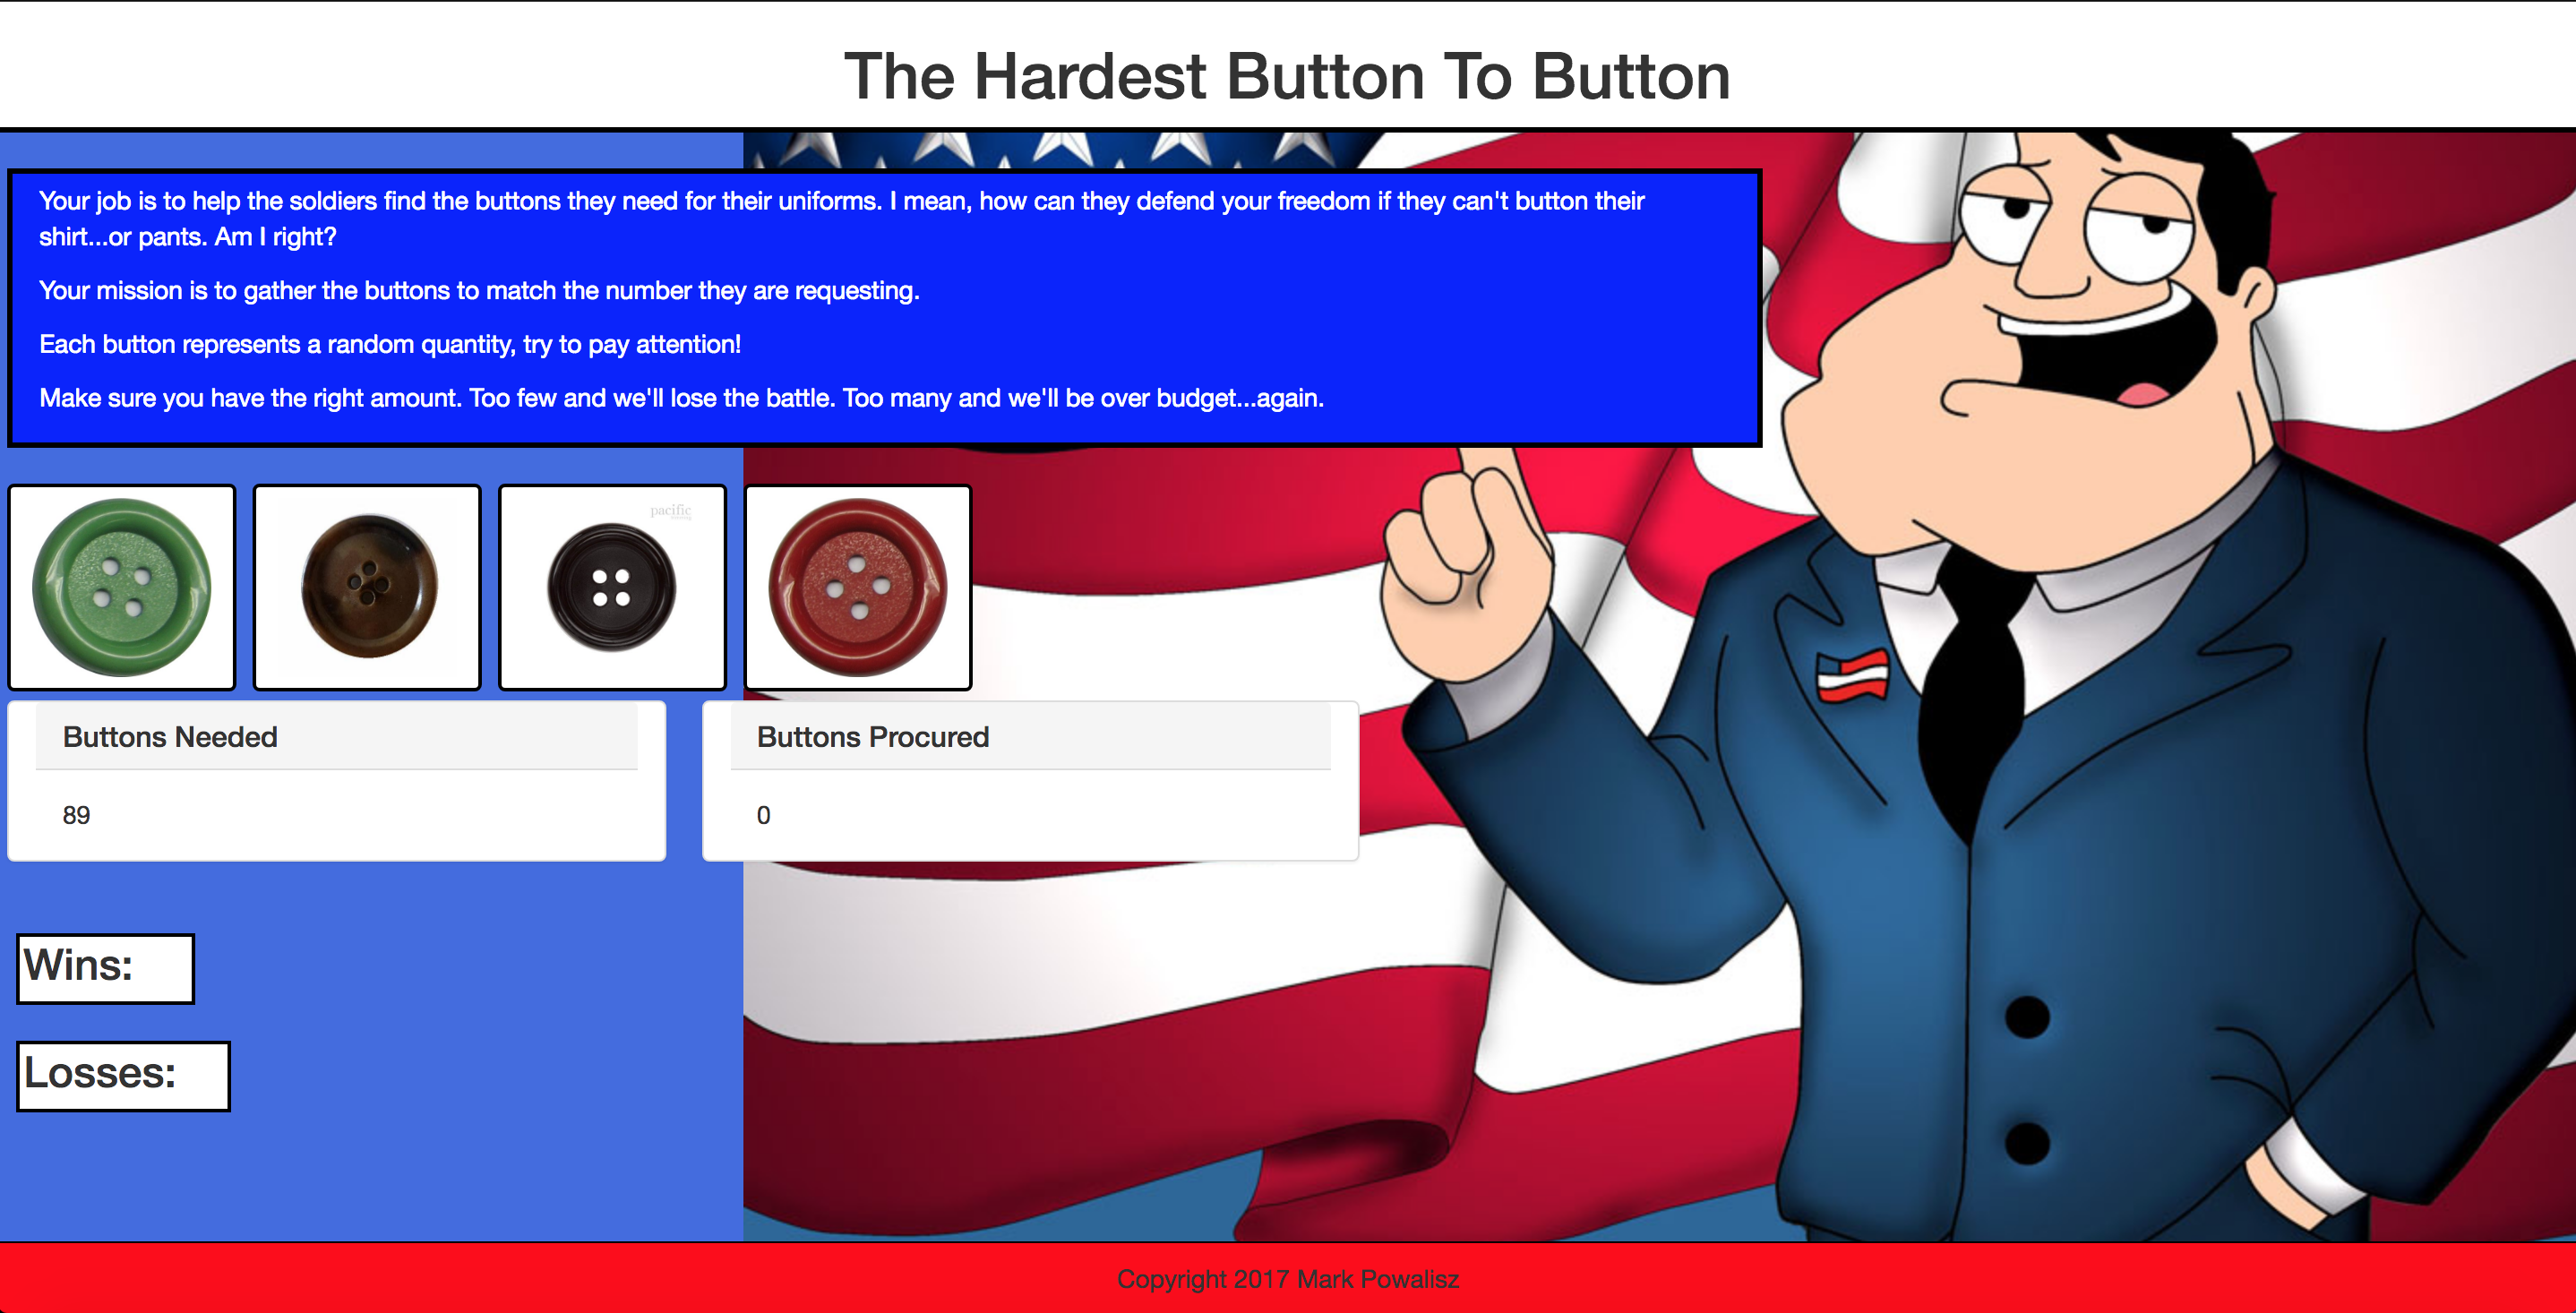 The Hardest Button To Button
Your job is to help the soldiers find the buttons they need for their uniforms. I mean, how can they defend your freedom if they can't button their
shirt...or pants. Am I right?
Your mission is to gather the buttons to match the number they are requesting.
Each button represents a random quantity, try to pay attention!
Make sure you have the right amount. Too few and we'll lose the battle. Too many and we'll be over budget...again.
pacific
Buttons Needed
Buttons Procured
89
0
Wins:
Losses:
Copyright 2017 Mark Powalisz